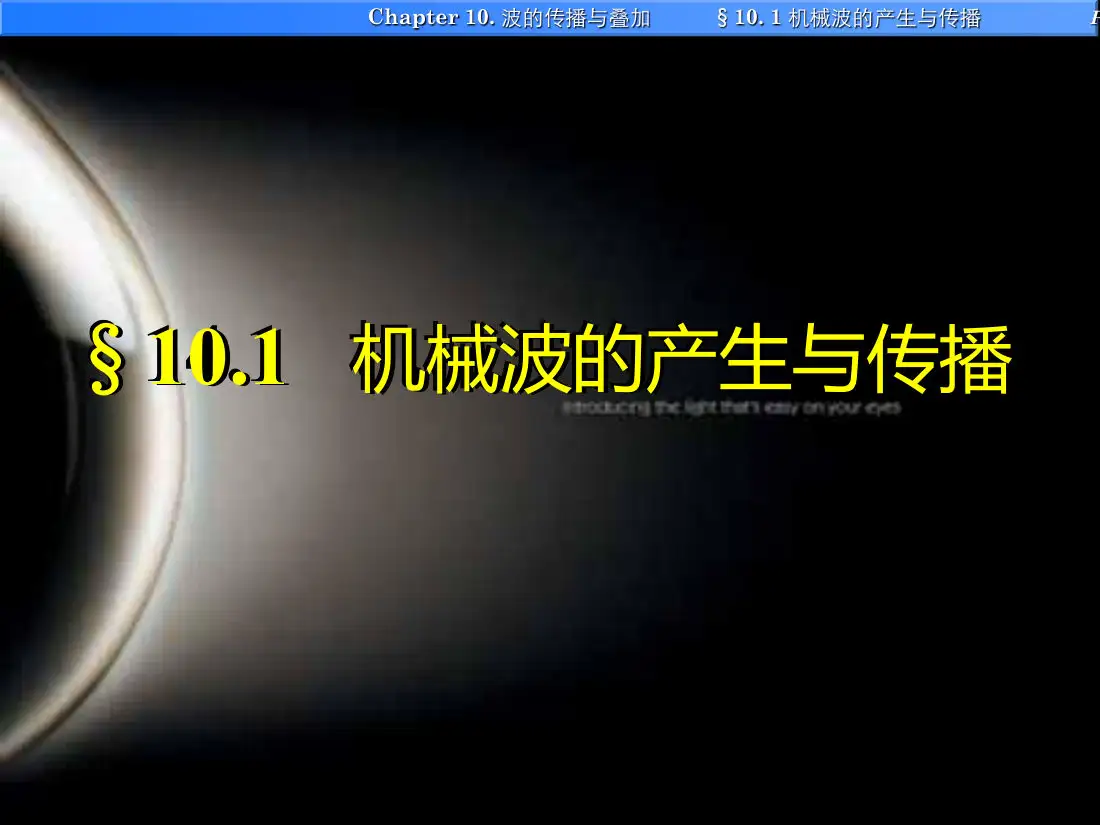 Chapter 10. 波的传播与叠加 §10. 1 机械波的产生与传播
§10.1 机械波的产生与传播
Introducing the light that's easy on your eyes